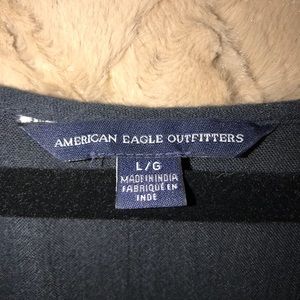 AMERICAN EAGLE OUTFITTERS
L/G
MADE IN INDIA
FABRIQUÉ EN
INDE